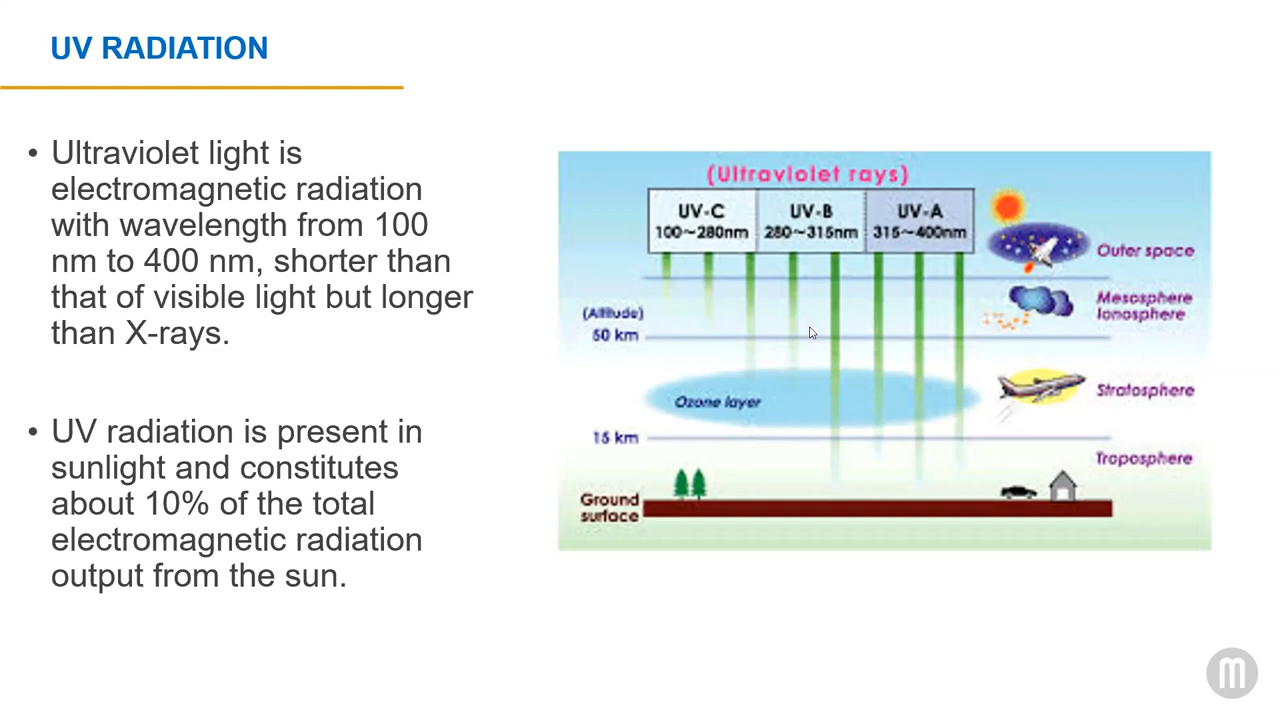 UV RADIATION
• Ultraviolet light is
electromagnetic radiation
with wavelength from 100
nm to 400 nm, shorter than
that of visible light but longer
than X-rays.
• UV radiation is present in
sunlight and constitutes
about 10% of the total
electromagnetic radiation
output from the sun.
(Ultraviolet rays)
UV-C
100~280nm
UV-B
280~315nm
UV-A
315~400nm
Outer space
Mesosphere
Ionosphere
(Altitude)
50 km
Stratosphere
Ozone layer
15 km
Troposphere
Ground
surface
m